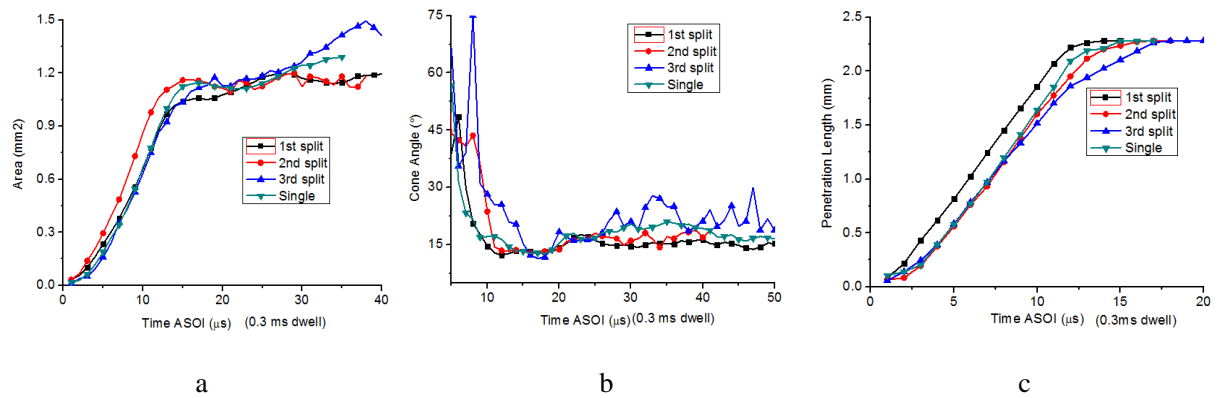 1.5
1.2
0.9
0.6
0.3
0.0
Area (mm2)
0
10
20
30
40
Time ASOI (μs) (0.3 ms dwell)
1st split
2nd split
3rd split
Single
a
75
60
45
30
15
Cone Angle (°)
10
20
30
40
50
Time ASOI (μs) (0.3 ms dwell)
1st split
2nd split
3rd split
Single
b
2.5
2.0
1.5
1.0
0.5
0.0
Penetration Length (mm)
0
5
10
15
20
Time ASOI (μs) (0.3ms dwell)
1st split
2nd split
3rd split
Single
c